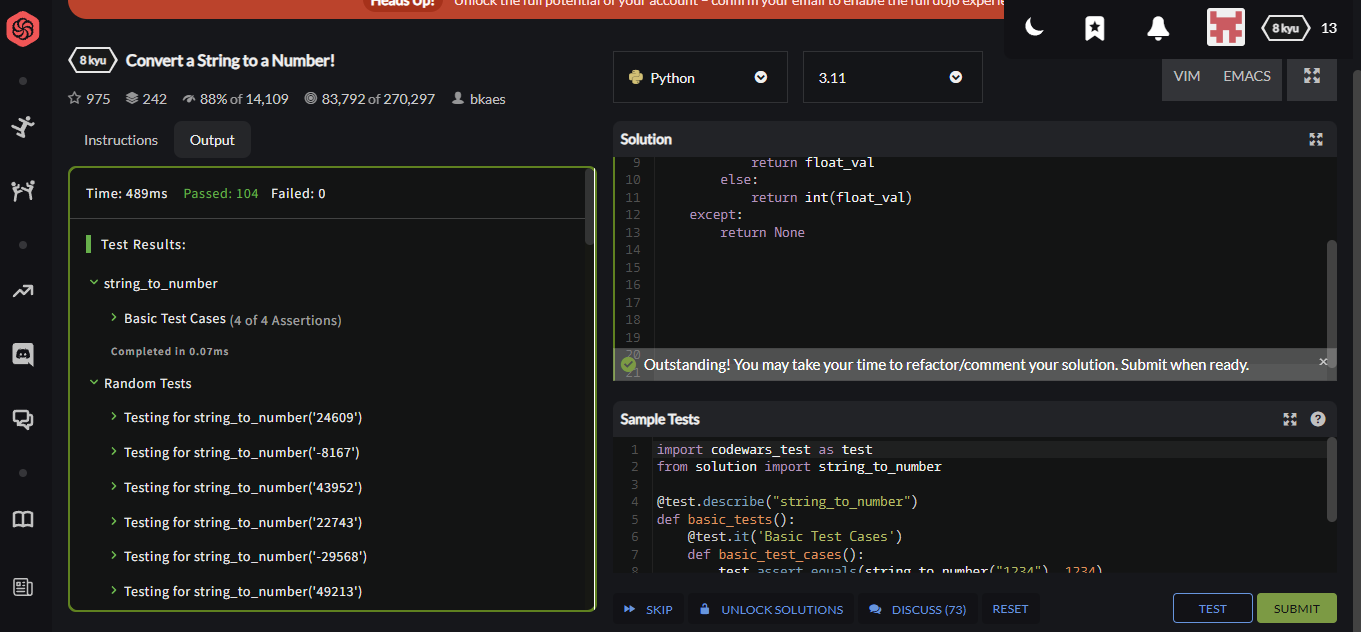 Heads Up! Unlock the full potential of your account – confirm your email to enable the full dojo experie
8 kyu 13
8 kyu Convert a String to a Number!
975 242 88% of 14,109 83,792 of 270,297 bkaes
Python 3.11 VIM EMACS
Instructions Output
Time: 489ms Passed: 104 Failed: 0
Test Results:
string_to_number
Basic Test Cases (4 of 4 Assertions)
Completed in 0.07ms
Random Tests
Testing for string_to_number('24609')
Testing for string_to_number('-8167')
Testing for string_to_number('43952')
Testing for string_to_number('22743')
Testing for string_to_number('-29568')
Testing for string_to_number('49213')
Solution
9 return float_val
10 else:
11 return int(float_val)
12 except:
13 return None
14
15
16
17
18
19
20
21
Outstanding! You may take your time to refactor/comment your solution. Submit when ready. ×
Sample Tests ?
1 import codewars_test as test
2 from solution import string_to_number
3
4 @test.describe("string_to_number")
5 def basic_tests():
6 @test.it('Basic Test Cases')
7 def basic_test_cases():
8 test.assert_equals(string_to_number("1234"), 1234)
SKIP UNLOCK SOLUTIONS DISCUSS (73) RESET TEST SUBMIT